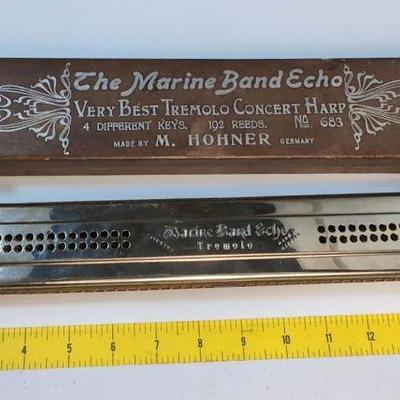 The Marine Band Echo
VERY BEST TREMOLO CONCERT HARP
4 DIFFERENT KEYS. 192 REEDS. No 683
MADE BY M. HOHNER GERMANY
Marine Band Echo
Tremolo
4 5 6 7 8 9 10 11 12